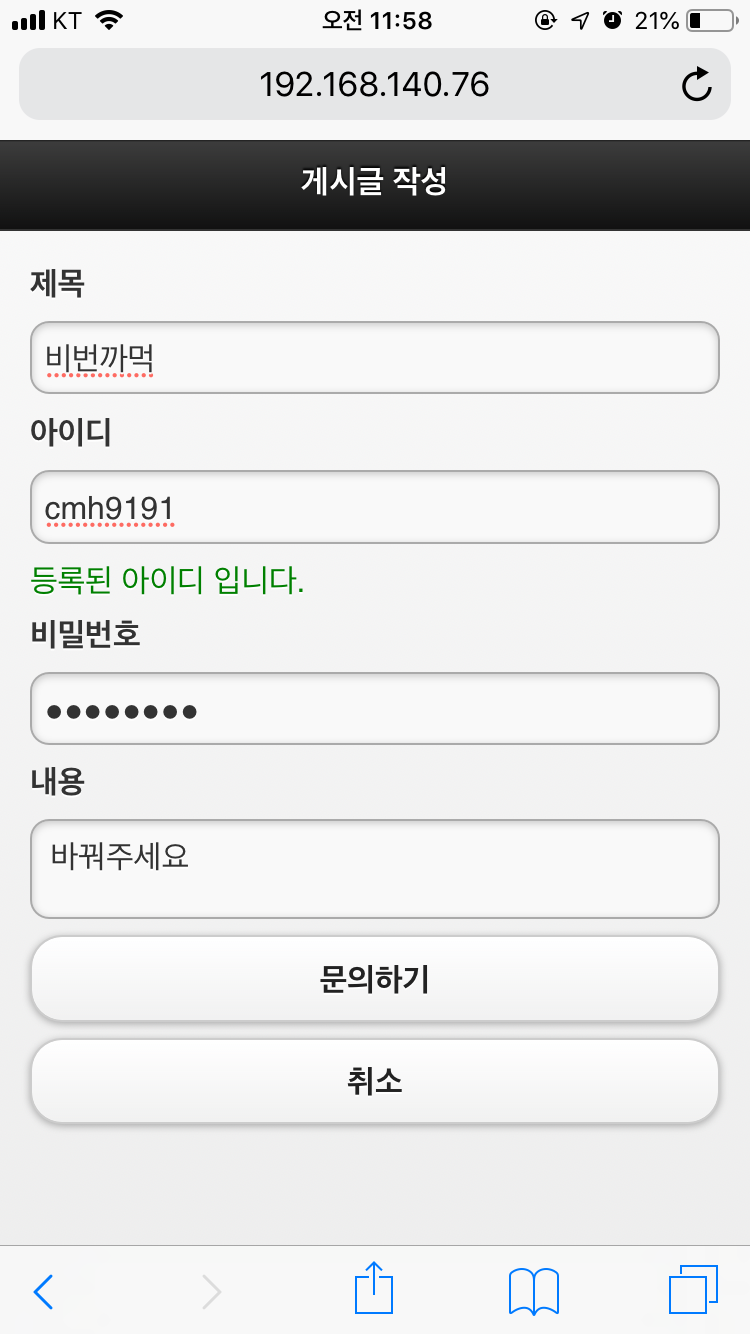 KT 오전 11:58 21%
192.168.140.76
게시글 작성
제목
비번까먹
아이디
cmh9191
등록된 아이디 입니다.
비밀번호
●●●●●●●●
내용
바꿔주세요
문의하기
취소